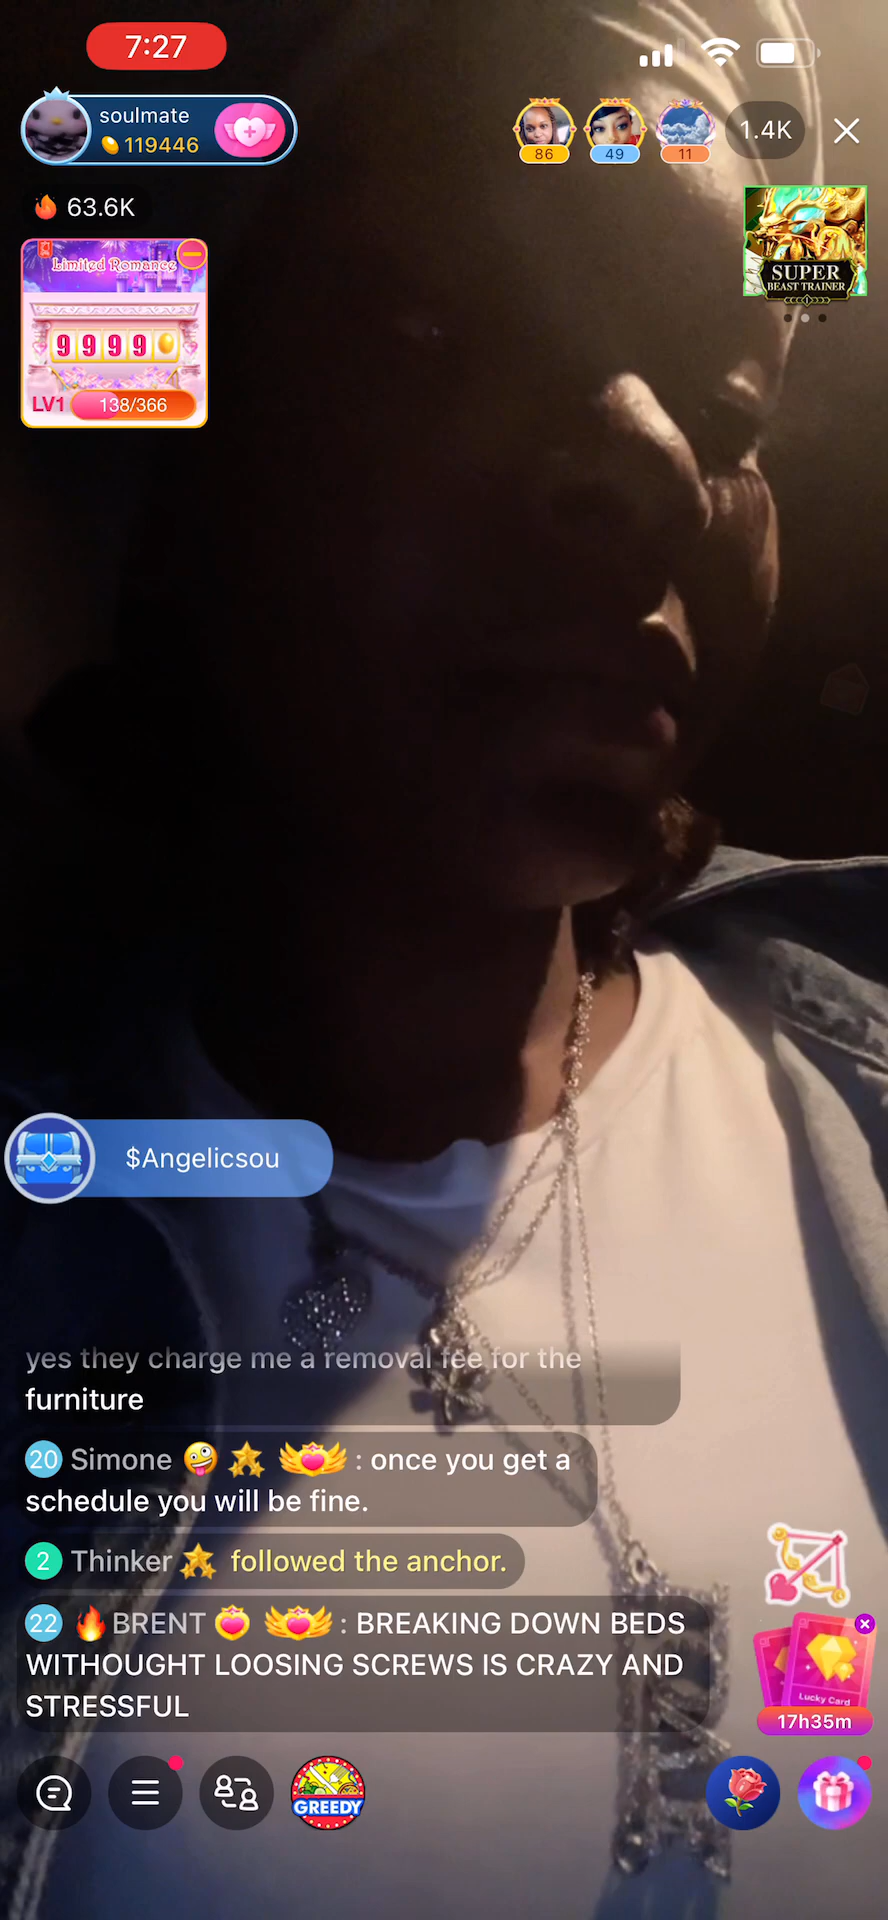 7:27
soulmate
119446
86
49
11
1.4K
63.6K
Limited Romance
9999
LV1 138/366
SUPER
BEAST TRAINER
$Angelicsou
yes they charge me a removal fee for the
furniture
20 Simone : once you get a
schedule you will be fine.
2 Thinker followed the anchor.
22 BRENT : BREAKING DOWN BEDS
WITHOUGHT LOOSING SCREWS IS CRAZY AND
STRESSFUL
Lucky Card
17h35m
GREEDY